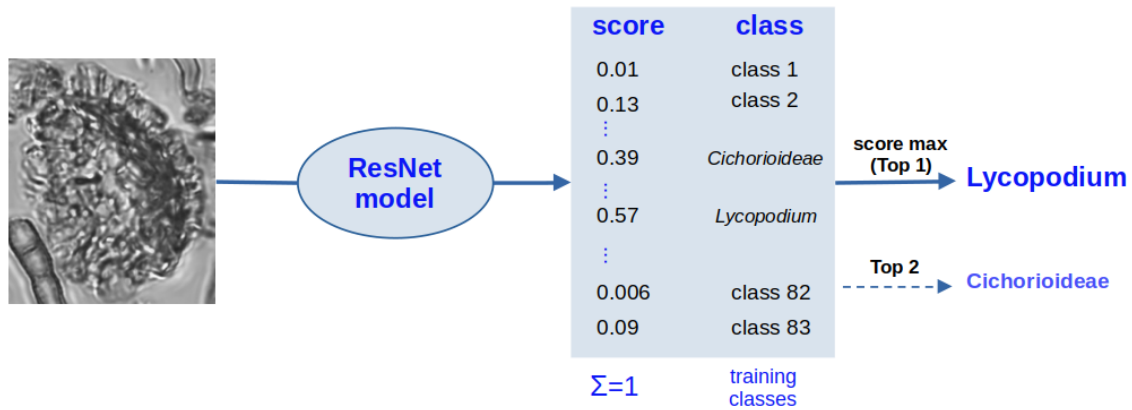 score class
0.01 class 1
0.13 class 2
⋮
0.39 Cichorioideae
⋮
0.57 Lycopodium
⋮
0.006 class 82
0.09 class 83
Σ=1 training
classes
ResNet
model
score max
(Top 1)
Lycopodium
Top 2
Cichorioideae